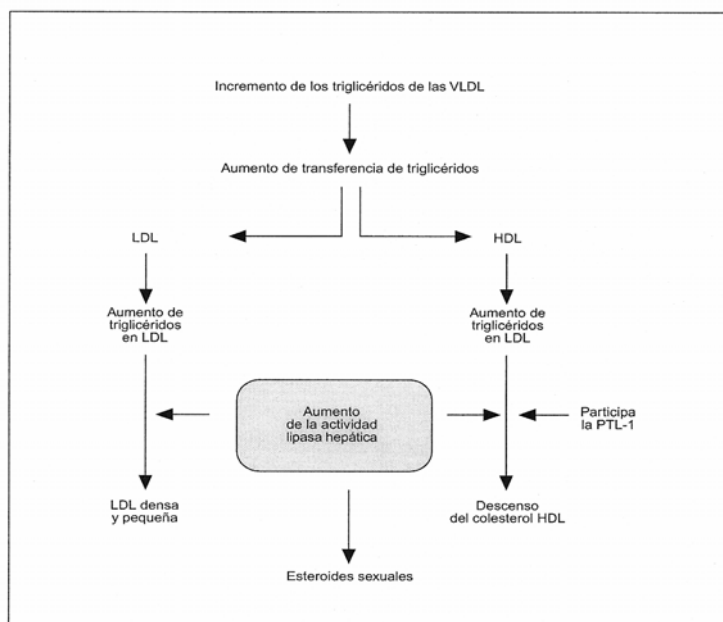 Incremento de los triglicéridos de las VLDL
Aumento de transferencia de triglicéridos
LDL
HDL
Aumento de
triglicéridos
en LDL
Aumento de
triglicéridos
en LDL
Aumento
de la actividad
lipasa hepática
Participa
la PTL-1
LDL densa
y pequeña
Descenso
del colesterol HDL
Esteroides sexuales